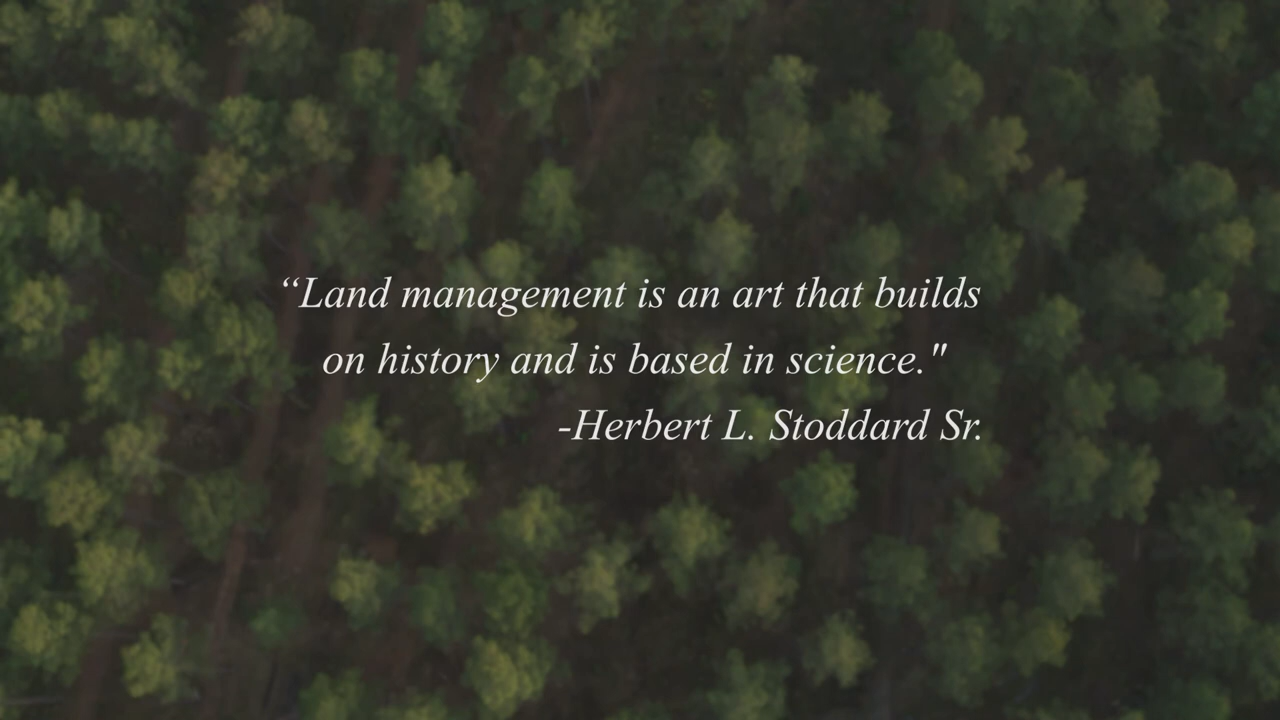 “Land management is an art that builds
on history and is based in science."
-Herbert L. Stoddard Sr.